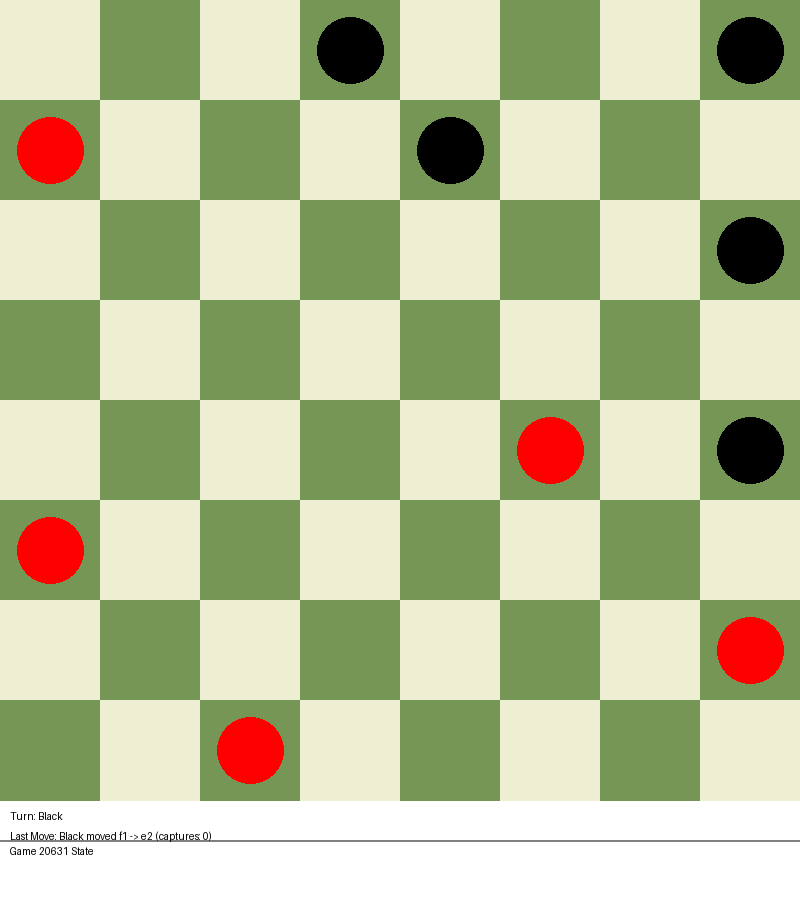 Turn: Black
Last Move: Black moved f1 -> e2 (captures: 0)
Game 20631 State